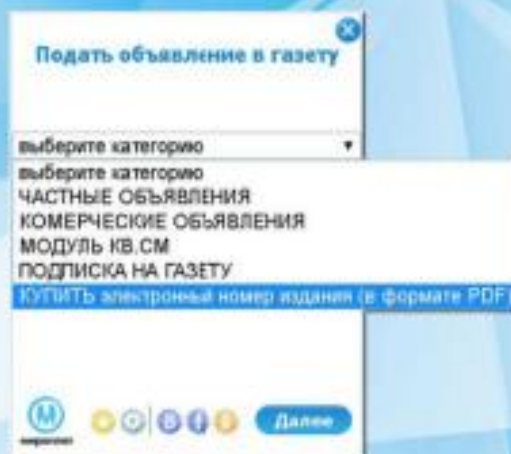 Подать объявление в газету
выберите категорию
выберите категорию
ЧАСТНЫЕ ОБЪЯВЛЕНИЯ
КОМЕРЧЕСКИЕ ОБЪЯВЛЕНИЯ
МОДУЛЬ КВ.СМ
ПОДПИСКА НА ГАЗЕТУ
КУПИТЬ электронный номер издания (в формате PDF)
Далее